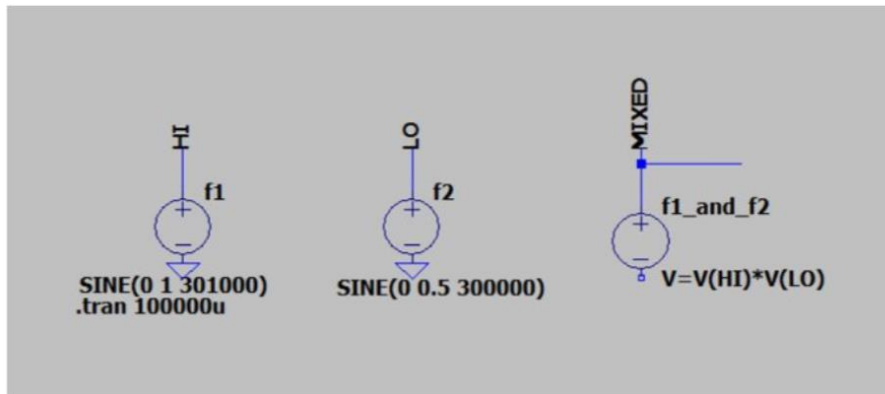 HI
f1
SINE(0 1 301000)
.tran 100000u
LO
f2
SINE(0 0.5 300000)
MIXED
f1_and_f2
V=V(HI)*V(LO)